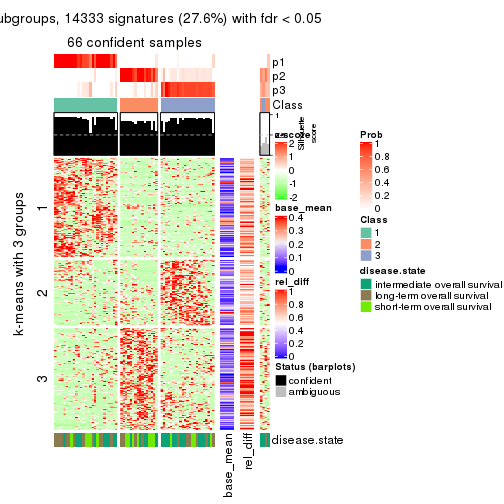 ubgroups, 14333 signatures (27.6%) with fdr < 0.05
66 confident samples
p1
p2
p3
Class
1
Silhouette
score
z-score
2
0
-2
base_mean
0.4
0.3
0.2
0.1
0
rel_diff
1
0.8
0.6
0.4
0.2
0
Status (barplots)
confident
ambiguous
Prob
1
0.8
0.6
0.4
0.2
0
Class
1
2
3
disease.state
intermediate overall survival
long-term overall survival
short-term overall survival
k-means with 3 groups
1
2
3
base_mean
rel_diff
disease.state